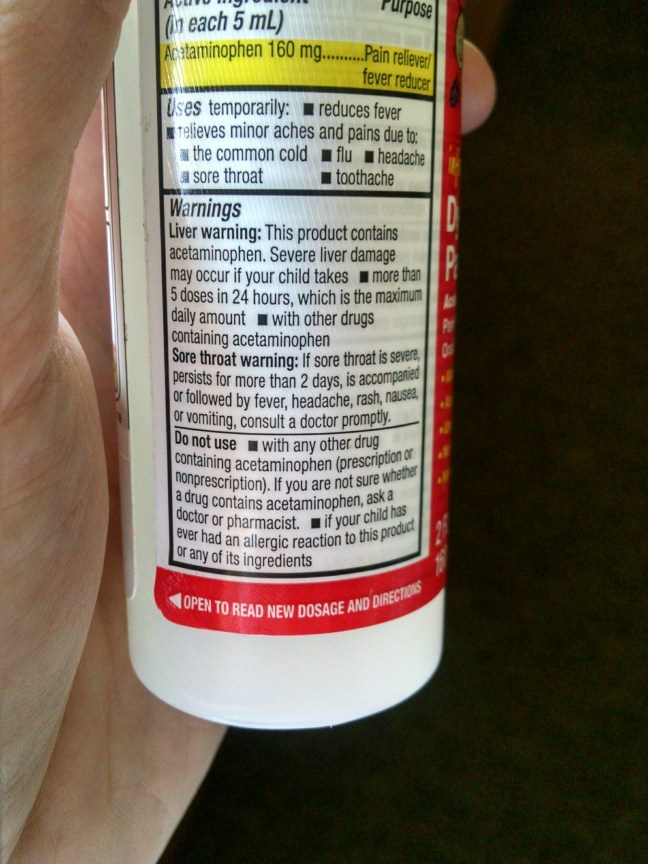 Active ingredient Purpose
(in each 5 mL)
Acetaminophen 160 mg..........Pain reliever/
fever reducer
Uses temporarily: ■ reduces fever
■ relieves minor aches and pains due to:
■ the common cold ■ flu ■ headache
■ sore throat ■ toothache
Warnings
Liver warning: This product contains
acetaminophen. Severe liver damage
may occur if your child takes ■ more than
5 doses in 24 hours, which is the maximum
daily amount ■ with other drugs
containing acetaminophen
Sore throat warning: If sore throat is severe,
persists for more than 2 days, is accompanied
or followed by fever, headache, rash, nausea,
or vomiting, consult a doctor promptly.
Do not use ■ with any other drug
containing acetaminophen (prescription or
nonprescription). If you are not sure whether
a drug contains acetaminophen, ask a
doctor or pharmacist. ■ if your child has
ever had an allergic reaction to this product
or any of its ingredients
OPEN TO READ NEW DOSAGE AND DIRECTIONS